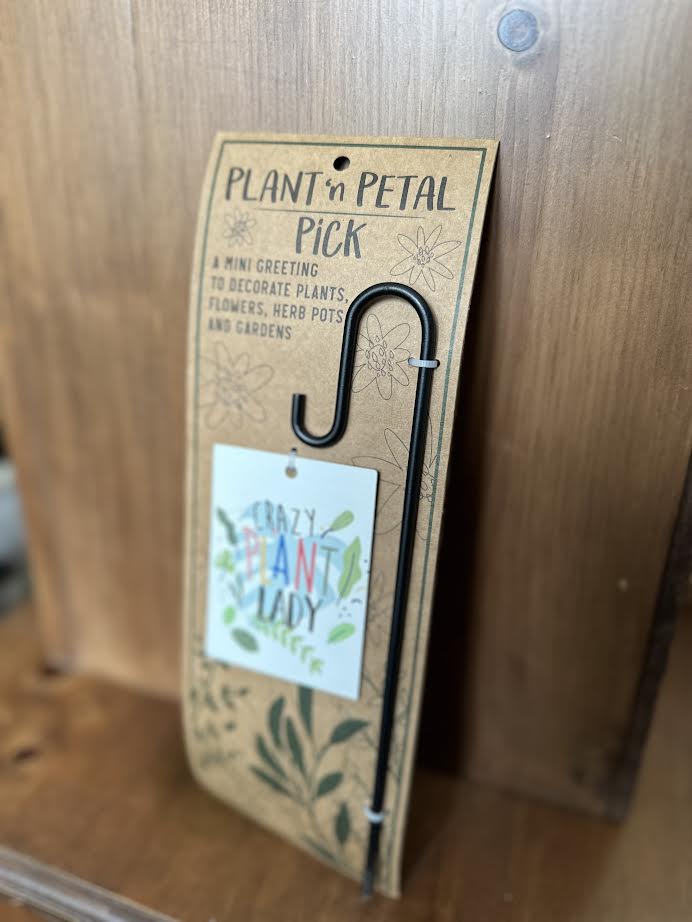 PLANT 'n PETAL
PiCK
A MINI GREETING
TO DECORATE PLANTS,
FLOWERS, HERB POTS
AND GARDENS
CRAZY
PLANT
LADY